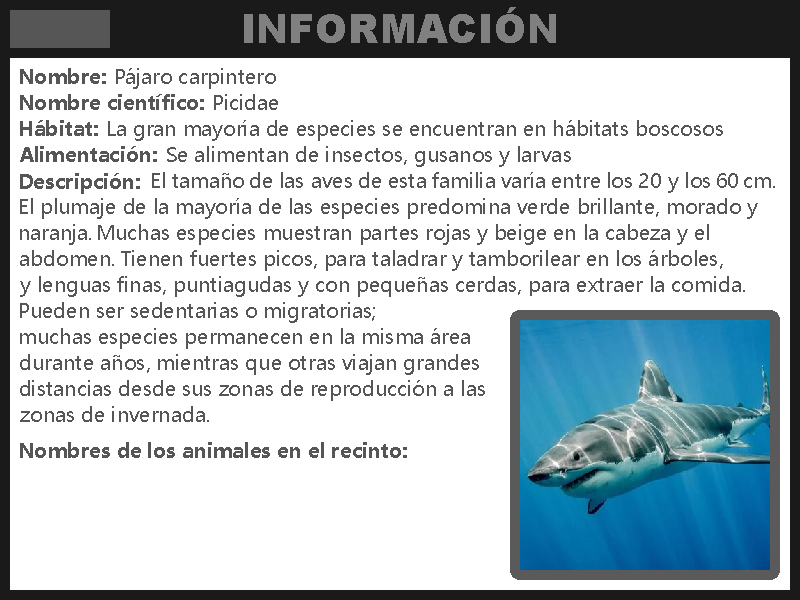 INFORMACIÓN
Nombre: Pájaro carpintero
Nombre científico: Picidae
Hábitat: La gran mayoría de especies se encuentran en hábitats boscosos
Alimentación: Se alimentan de insectos, gusanos y larvas
Descripción: El tamaño de las aves de esta familia varía entre los 20 y los 60 cm.
El plumaje de la mayoría de las especies predomina verde brillante, morado y
naranja. Muchas especies muestran partes rojas y beige en la cabeza y el
abdomen. Tienen fuertes picos, para taladrar y tamborilear en los árboles,
y lenguas finas, puntiagudas y con pequeñas cerdas, para extraer la comida.
Pueden ser sedentarias o migratorias;
muchas especies permanecen en la misma área
durante años, mientras que otras viajan grandes
distancias desde sus zonas de reproducción a las
zonas de invernada.
Nombres de los animales en el recinto: